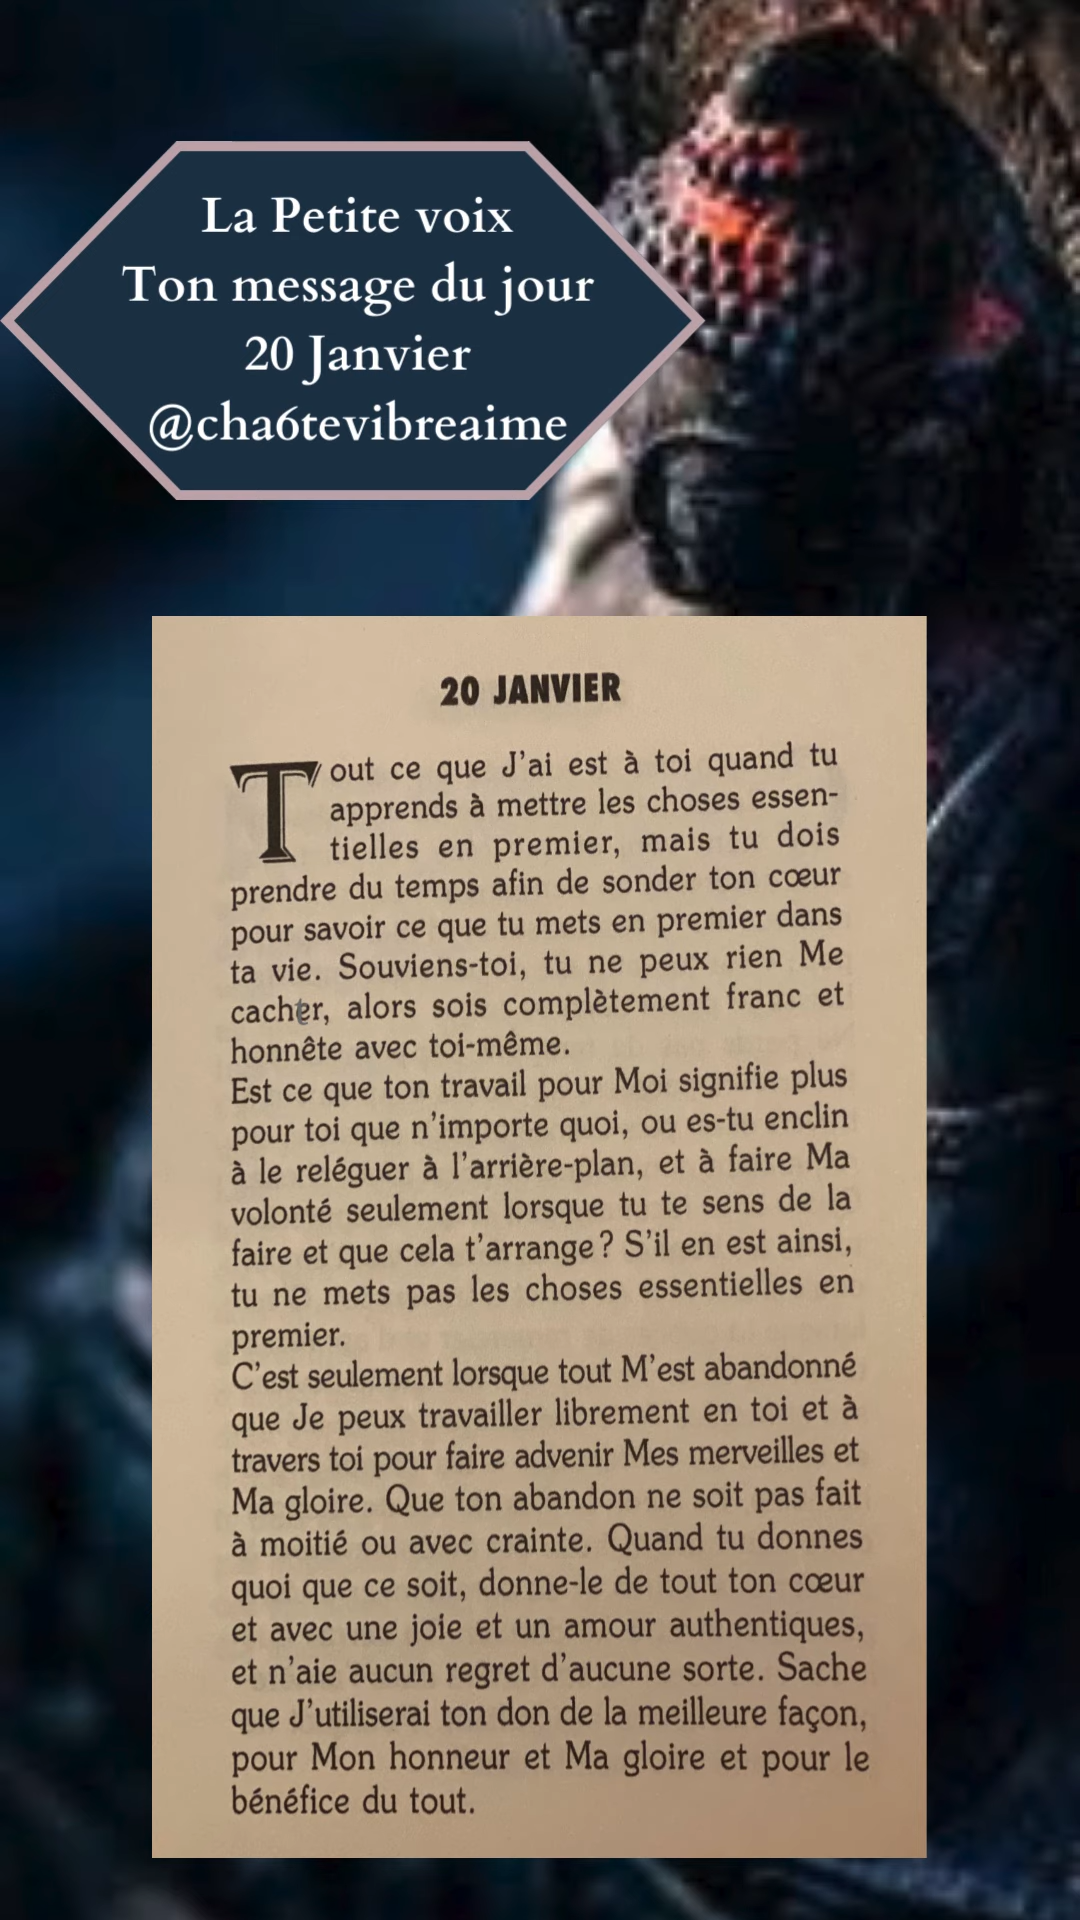 La Petite voix
Ton message du jour
20 Janvier
@cha6tevibreaime
20 JANVIER
Tout ce que J'ai est à toi quand tu
apprends à mettre les choses essen-
tielles en premier, mais tu dois
prendre du temps afin de sonder ton cœur
pour savoir ce que tu mets en premier dans
ta vie. Souviens-toi, tu ne peux rien Me
cacher, alors sois complètement franc et
honnête avec toi-même.
Est ce que ton travail pour Moi signifie plus
pour toi que n'importe quoi, ou es-tu enclin
à le reléguer à l'arrière-plan, et à faire Ma
volonté seulement lorsque tu te sens de la
faire et que cela t'arrange ? S'il en est ainsi,
tu ne mets pas les choses essentielles en
premier.
C'est seulement lorsque tout M'est abandonné
que Je peux travailler librement en toi et à
travers toi pour faire advenir Mes merveilles et
Ma gloire. Que ton abandon ne soit pas fait
à moitié ou avec crainte. Quand tu donnes
quoi que ce soit, donne-le de tout ton cœur
et avec une joie et un amour authentiques,
et n'aie aucun regret d'aucune sorte. Sache
que J'utiliserai ton don de la meilleure façon,
pour Mon honneur et Ma gloire et pour le
bénéfice du tout.